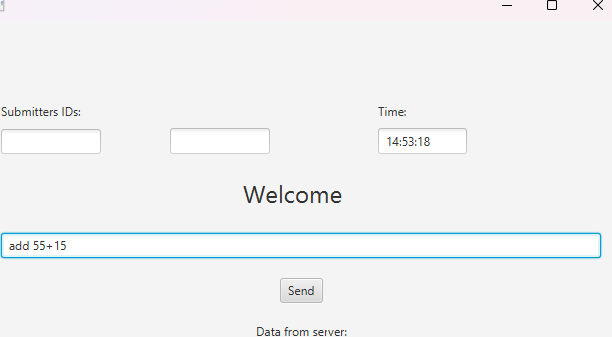 Submitters IDs:
Time:
14:53:18
Welcome
add 55+15
Send
Data from server: